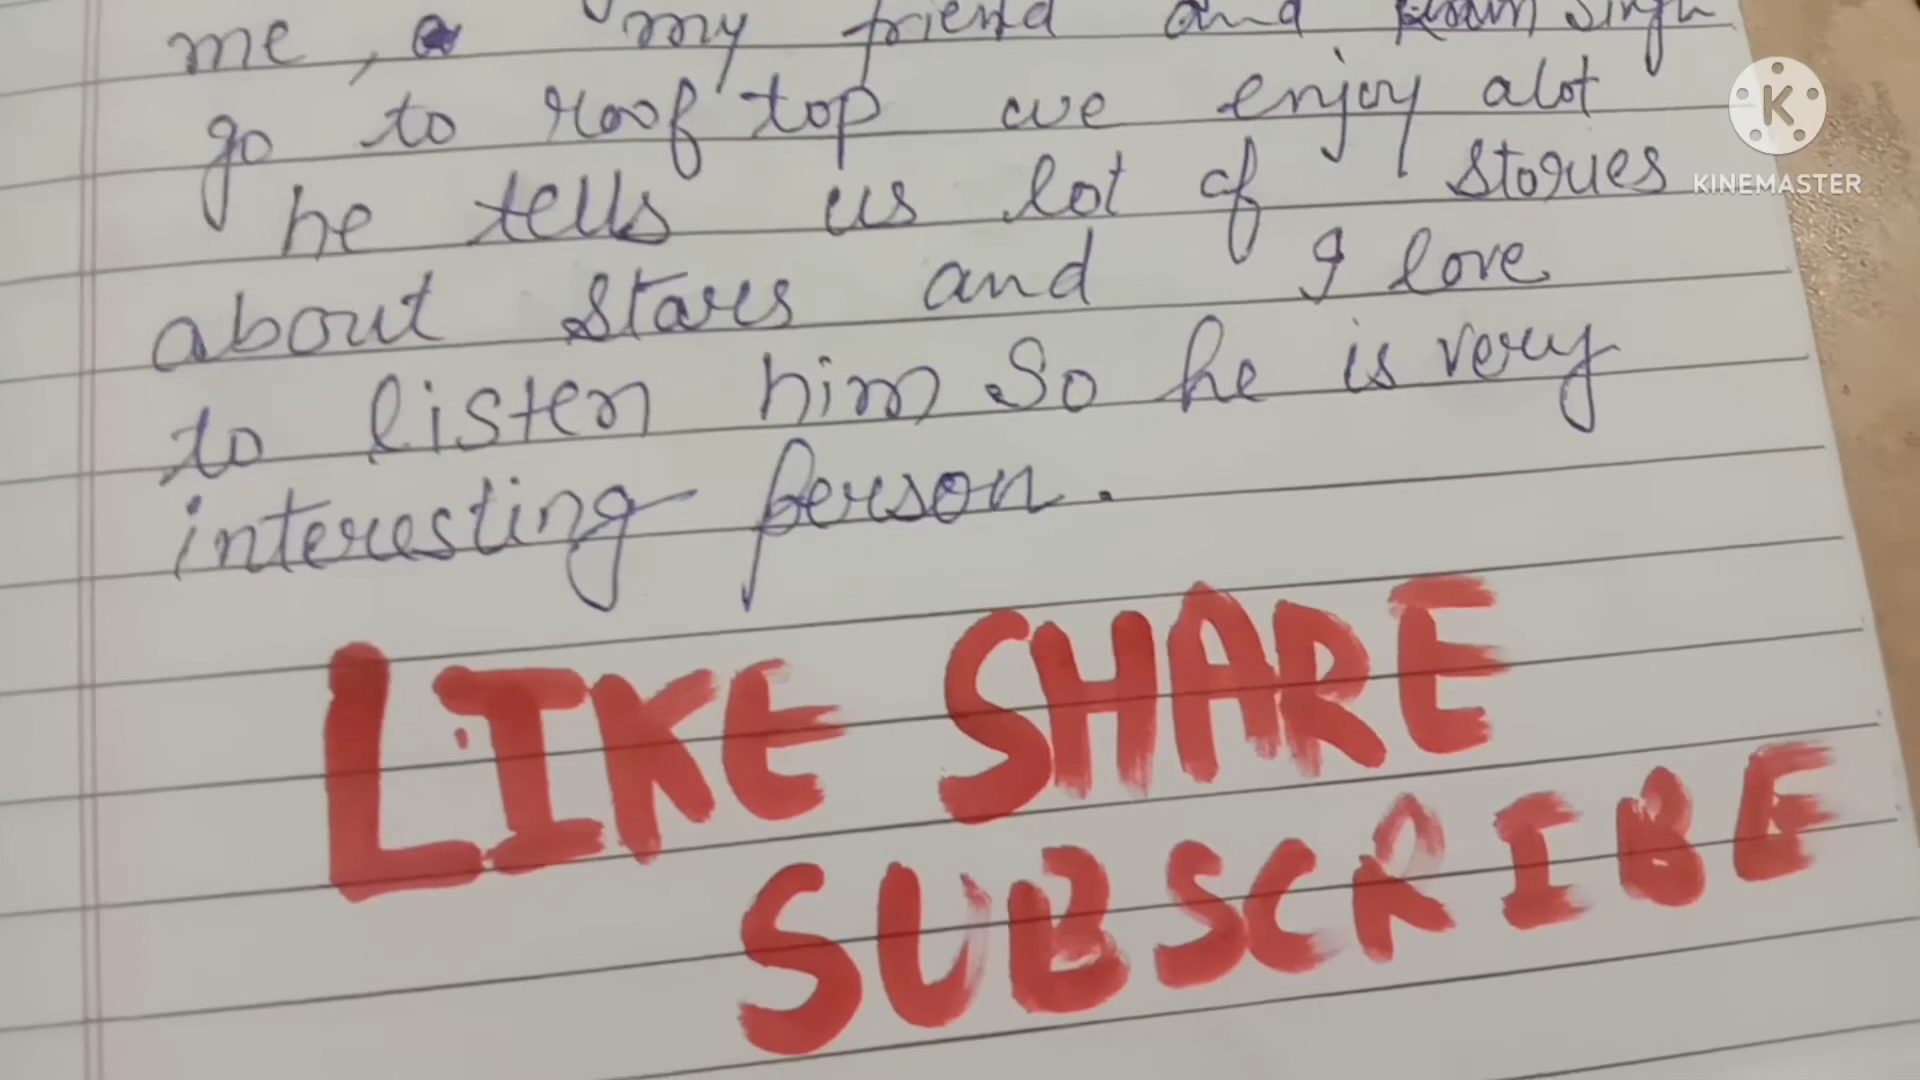 me, my friend and Singh
go to roof top we enjoy alot
he tells us lot of stories
about stars and I love
to listen him So he is very
interesting person.
LIKE SHARE
SUBSCRIBE
K
KINEMASTER